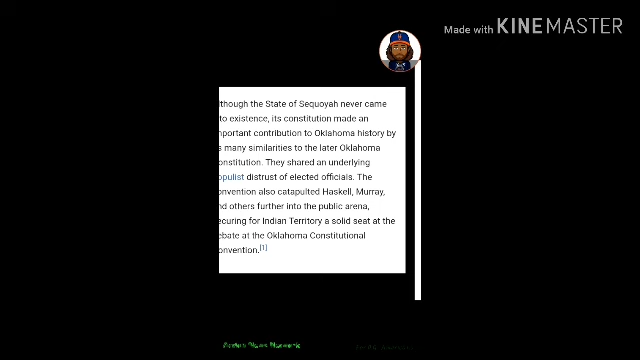 Made with KINEMASTER
lthough the State of Sequoyah never came
to existence, its constitution made an
portant contribution to Oklahoma history by
s many similarities to the later Oklahoma
onstitution. They shared an underlying
opulist distrust of elected officials. The
onvention also catapulted Haskell, Murray,
nd others further into the public arena,
ecuring for Indian Territory a solid seat at the
ebate at the Oklahoma Constitutional
onvention.[1]